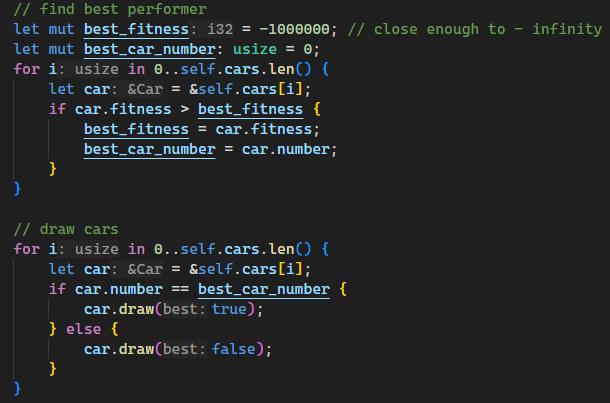 // find best performer
let mut best_fitness: i32 = -1000000; // close enough to - infinity
let mut best_car_number: usize = 0;
for i: usize in 0..self.cars.len() {
    let car: &Car = &self.cars[i];
    if car.fitness > best_fitness {
        best_fitness = car.fitness;
        best_car_number = car.number;
    }
}

// draw cars
for i: usize in 0..self.cars.len() {
    let car: &Car = &self.cars[i];
    if car.number == best_car_number {
        car.draw(best: true);
    } else {
        car.draw(best: false);
    }
}